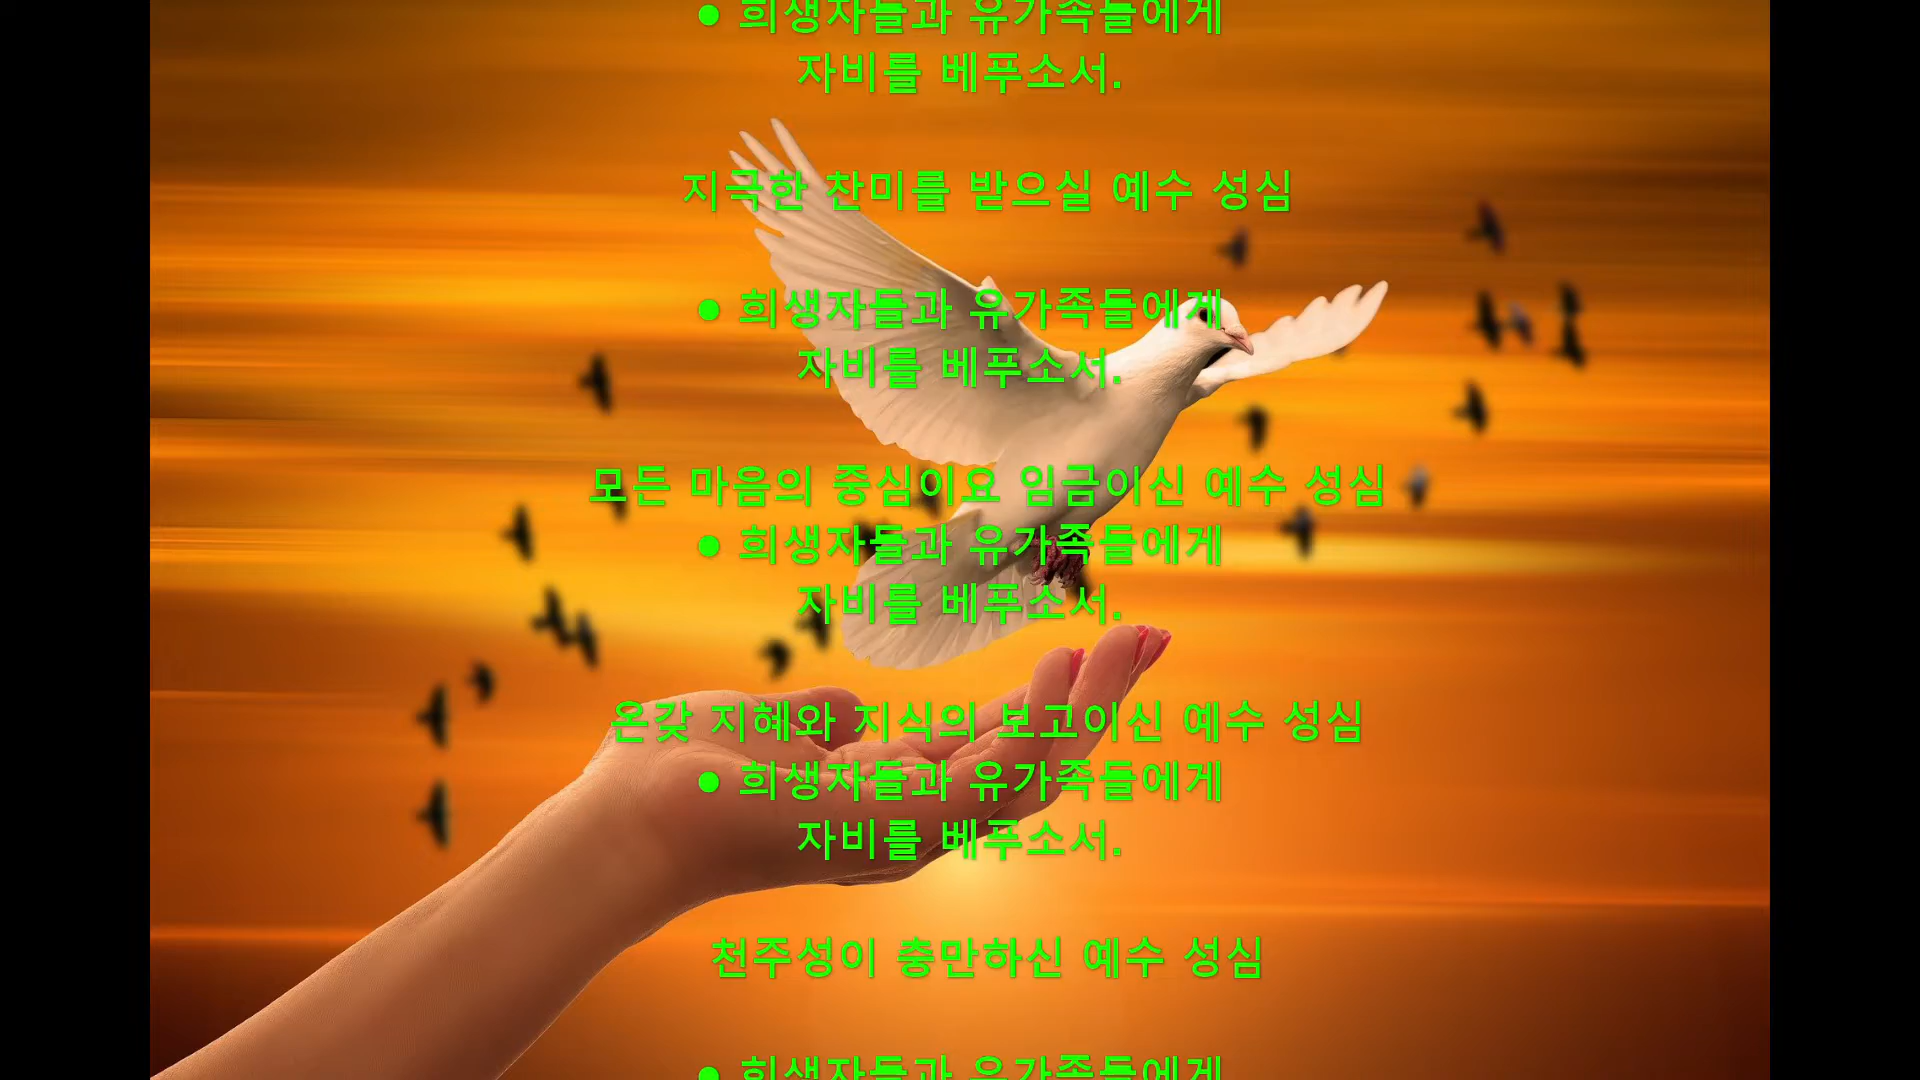 ● 희생자들과 유가족들에게
자비를 베푸소서.
지극한 찬미를 받으실 예수 성심
● 희생자들과 유가족들에게
자비를 베푸소서.
모든 마음의 중심이요 임금이신 예수 성심
● 희생자들과 유가족들에게
자비를 베푸소서.
온갖 지혜와 지식의 보고이신 예수 성심
● 희생자들과 유가족들에게
자비를 베푸소서.
천주성이 충만하신 예수 성심
● 희생자들과 유가족들에게